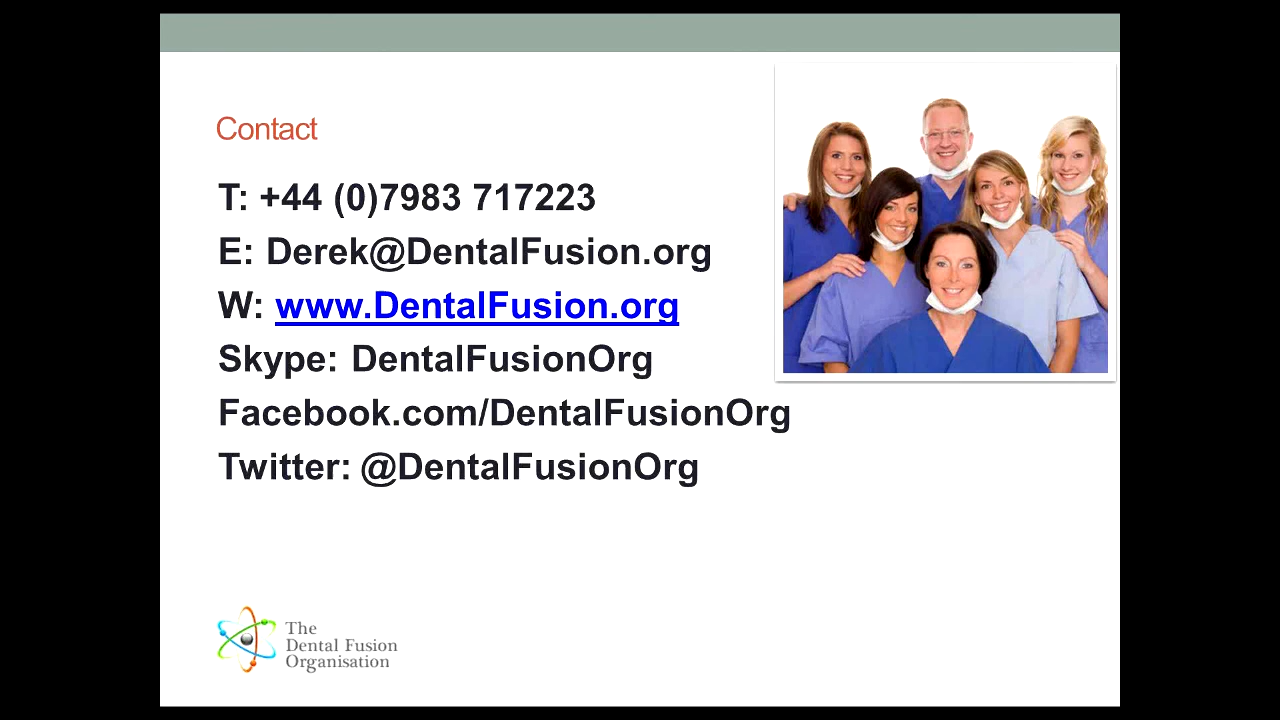 Contact
T: +44 (0)7983 717223
E: Derek@DentalFusion.org
W: www.DentalFusion.org
Skype: DentalFusionOrg
Facebook.com/DentalFusionOrg
Twitter: @DentalFusionOrg
The
Dental Fusion
Organisation